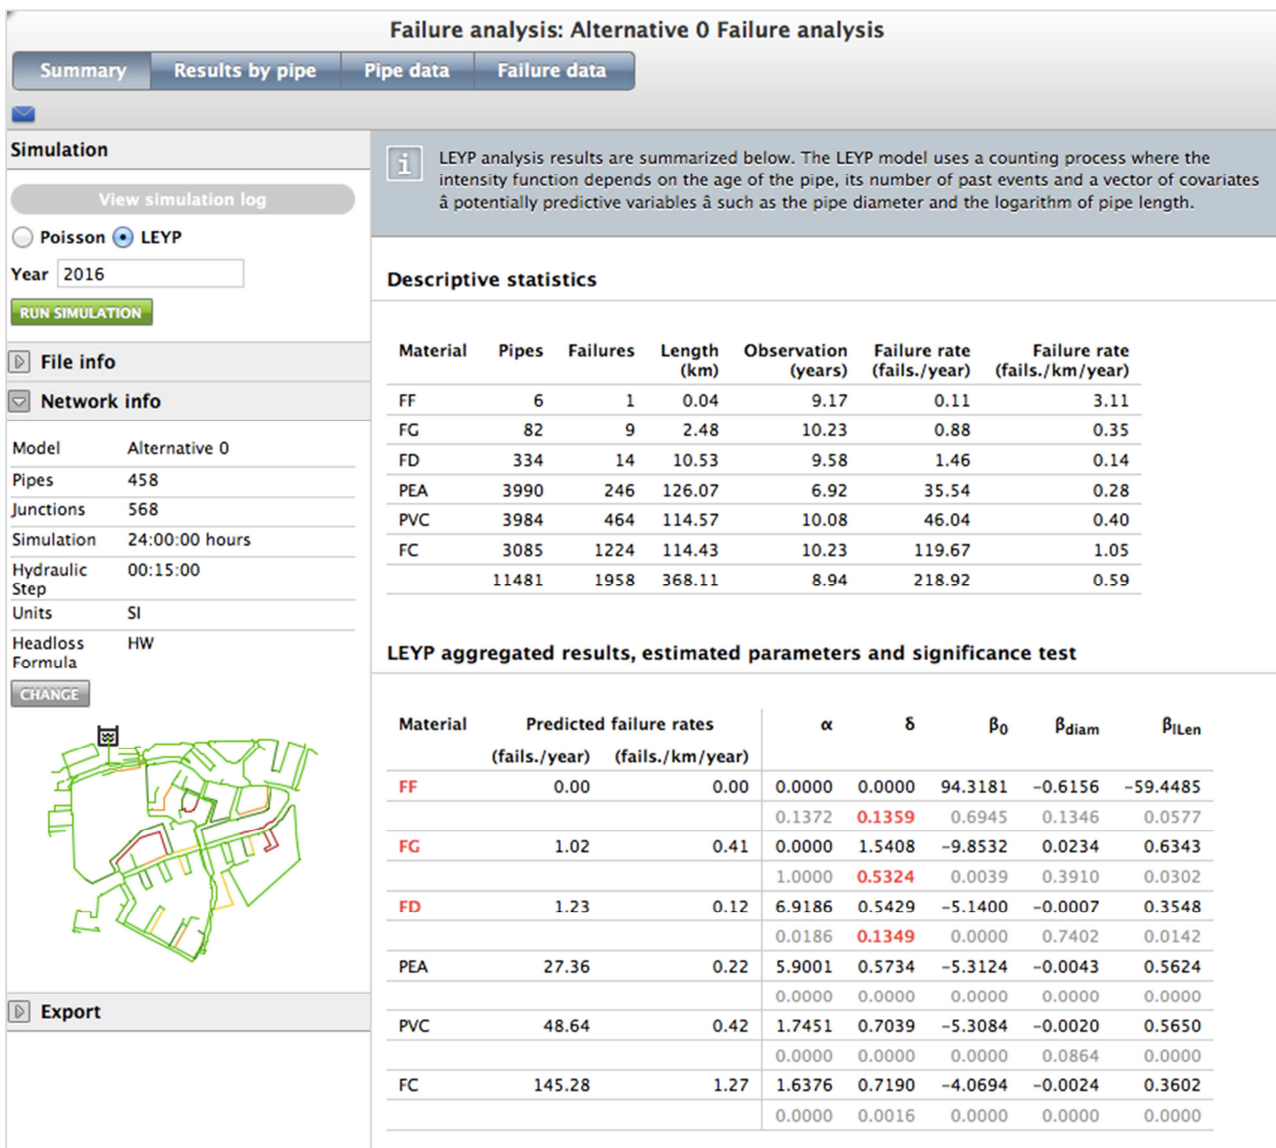 Failure analysis: Alternative 0 Failure analysis
Summary Results by pipe Pipe data Failure data
Simulation
View simulation log
Poisson LEYP
Year 2016
RUN SIMULATION
File info
Network info
Model Alternative 0
Pipes 458
Junctions 568
Simulation 24:00:00 hours
Hydraulic 00:15:00
Step
Units SI
Headloss HW
Formula
CHANGE
Export
LEYP analysis results are summarized below. The LEYP model uses a counting process where the
intensity function depends on the age of the pipe, its number of past events and a vector of covariates
â potentially predictive variables â such as the pipe diameter and the logarithm of pipe length.
Descriptive statistics
Material Pipes Failures Length Observation Failure rate Failure rate
(km) (years) (fails./year) (fails./km/year)
FF 6 1 0.04 9.17 0.11 3.11
FG 82 9 2.48 10.23 0.88 0.35
FD 334 14 10.53 9.58 1.46 0.14
PEA 3990 246 126.07 6.92 35.54 0.28
PVC 3984 464 114.57 10.08 46.04 0.40
FC 3085 1224 114.43 10.23 119.67 1.05
11481 1958 368.11 8.94 218.92 0.59
LEYP aggregated results, estimated parameters and significance test
Material Predicted failure rates α δ β0 βdiam βlLen
(fails./year) (fails./km/year)
FF 0.00 0.00 0.0000 0.0000 94.3181 −0.6156 −59.4485
0.1372 0.1359 0.6945 0.1346 0.0577
FG 1.02 0.41 0.0000 1.5408 −9.8532 0.0234 0.6343
1.0000 0.5324 0.0039 0.3910 0.0302
FD 1.23 0.12 6.9186 0.5429 −5.1400 −0.0007 0.3548
0.0186 0.1349 0.0000 0.7402 0.0142
PEA 27.36 0.22 5.9001 0.5734 −5.3124 −0.0043 0.5624
0.0000 0.0000 0.0000 0.0000 0.0000
PVC 48.64 0.42 1.7451 0.7039 −5.3084 −0.0020 0.5650
0.0000 0.0000 0.0000 0.0864 0.0000
FC 145.28 1.27 1.6376 0.7190 −4.0694 −0.0024 0.3602
0.0000 0.0016 0.0000 0.0000 0.0000